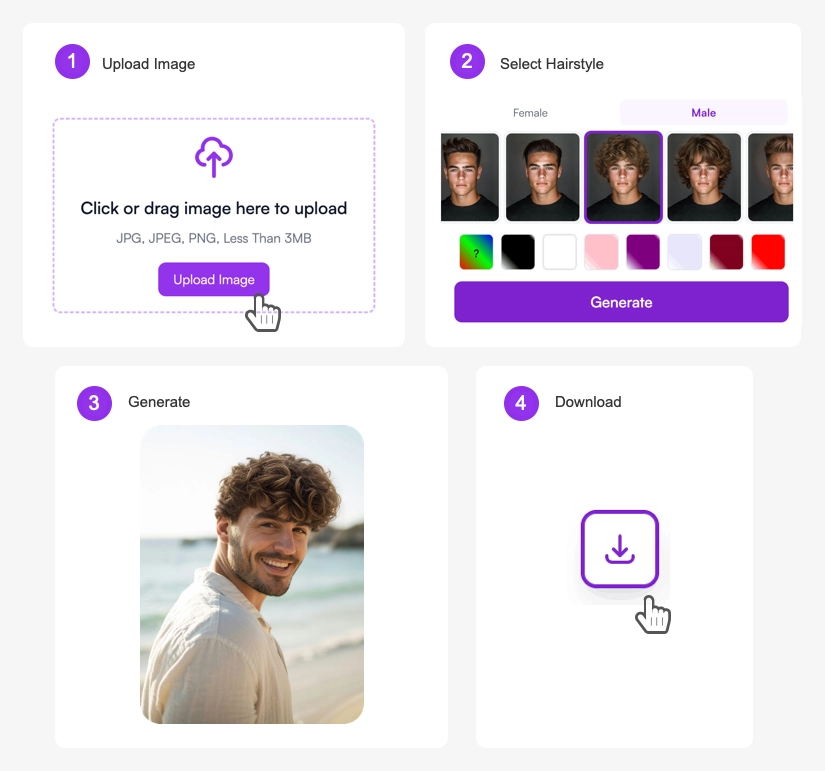 1
Upload Image
Click or drag image here to upload
JPG, JPEG, PNG, Less Than 3MB
Upload Image
2
Select Hairstyle
Female
Male
?
Generate
3
Generate
4
Download